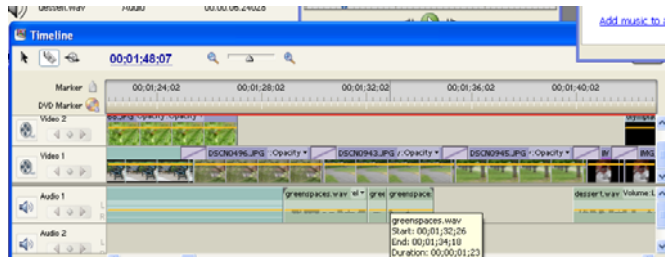 dessert.wav Audio 00:00:06:24028
Add music to a
Timeline
00;01;48;07
Marker 00;01;24;02 00;01;28;02 00;01;32;02 00;01;36;02 00;01;40;02
DVD Marker
Video 2 :Opacity
Video 1 DSCN0496.JPG :Opacity DSCN0943.JPG y:Opacity DSCN0945.JPG :Opacity IM IMG
Audio 1 greenspaces.wav el gree greenspace: dessert.wav Volume:L
L
R
greenspaces.wav
Start: 00;01;32;26
End: 00;01;34;18
Audio 2 Duration: 00;00;01;23
L
R